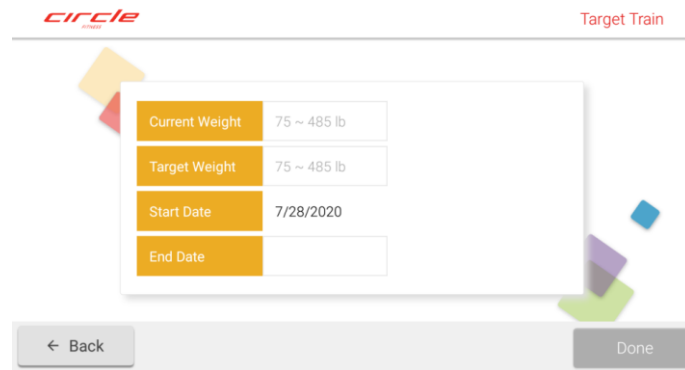 circle
FITNESS
Target Train
Current Weight 75 ~ 485 lb
Target Weight 75 ~ 485 lb
Start Date 7/28/2020
End Date
← Back
Done